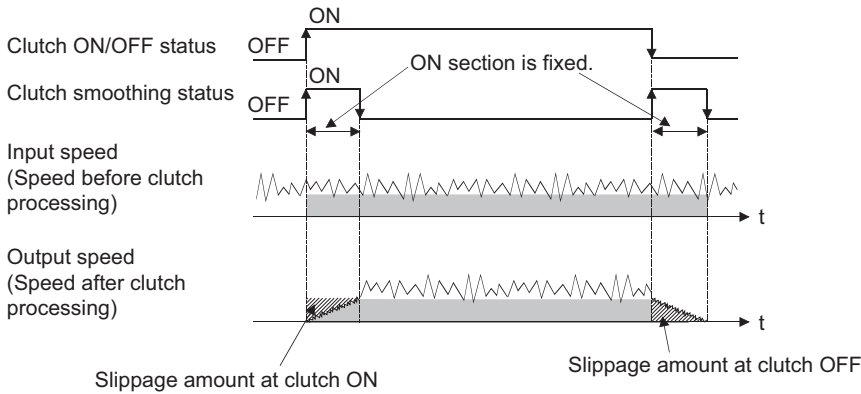 ON
Clutch ON/OFF status
OFF
ON section is fixed.
ON
Clutch smoothing status
OFF
Input speed
(Speed before clutch
processing)
t
Output speed
(Speed after clutch
processing)
t
Slippage amount at clutch ON
Slippage amount at clutch OFF